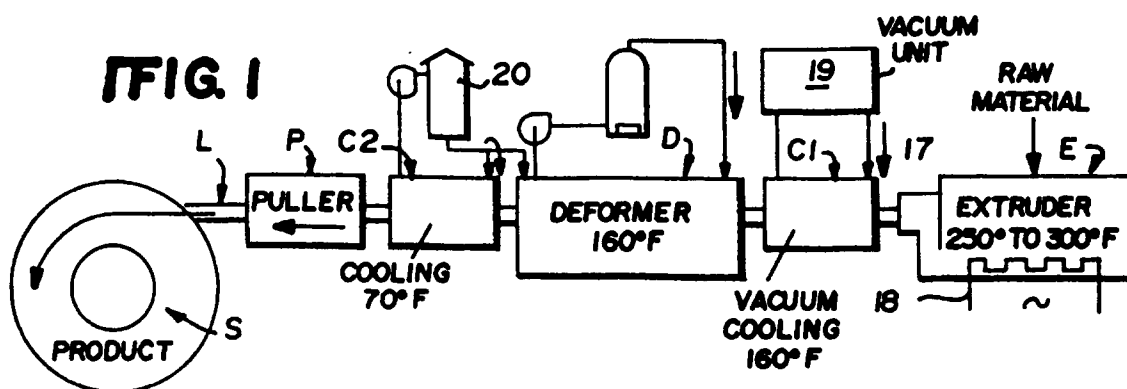 FIG. 1
L
P
C2
20
D
19
VACUUM
UNIT
C1
17
RAW
MATERIAL
E
PULLER
DEFORMER
160°F
EXTRUDER
250° TO 300°F
COOLING
70°F
VACUUM
COOLING
160°F
18
~
S
PRODUCT